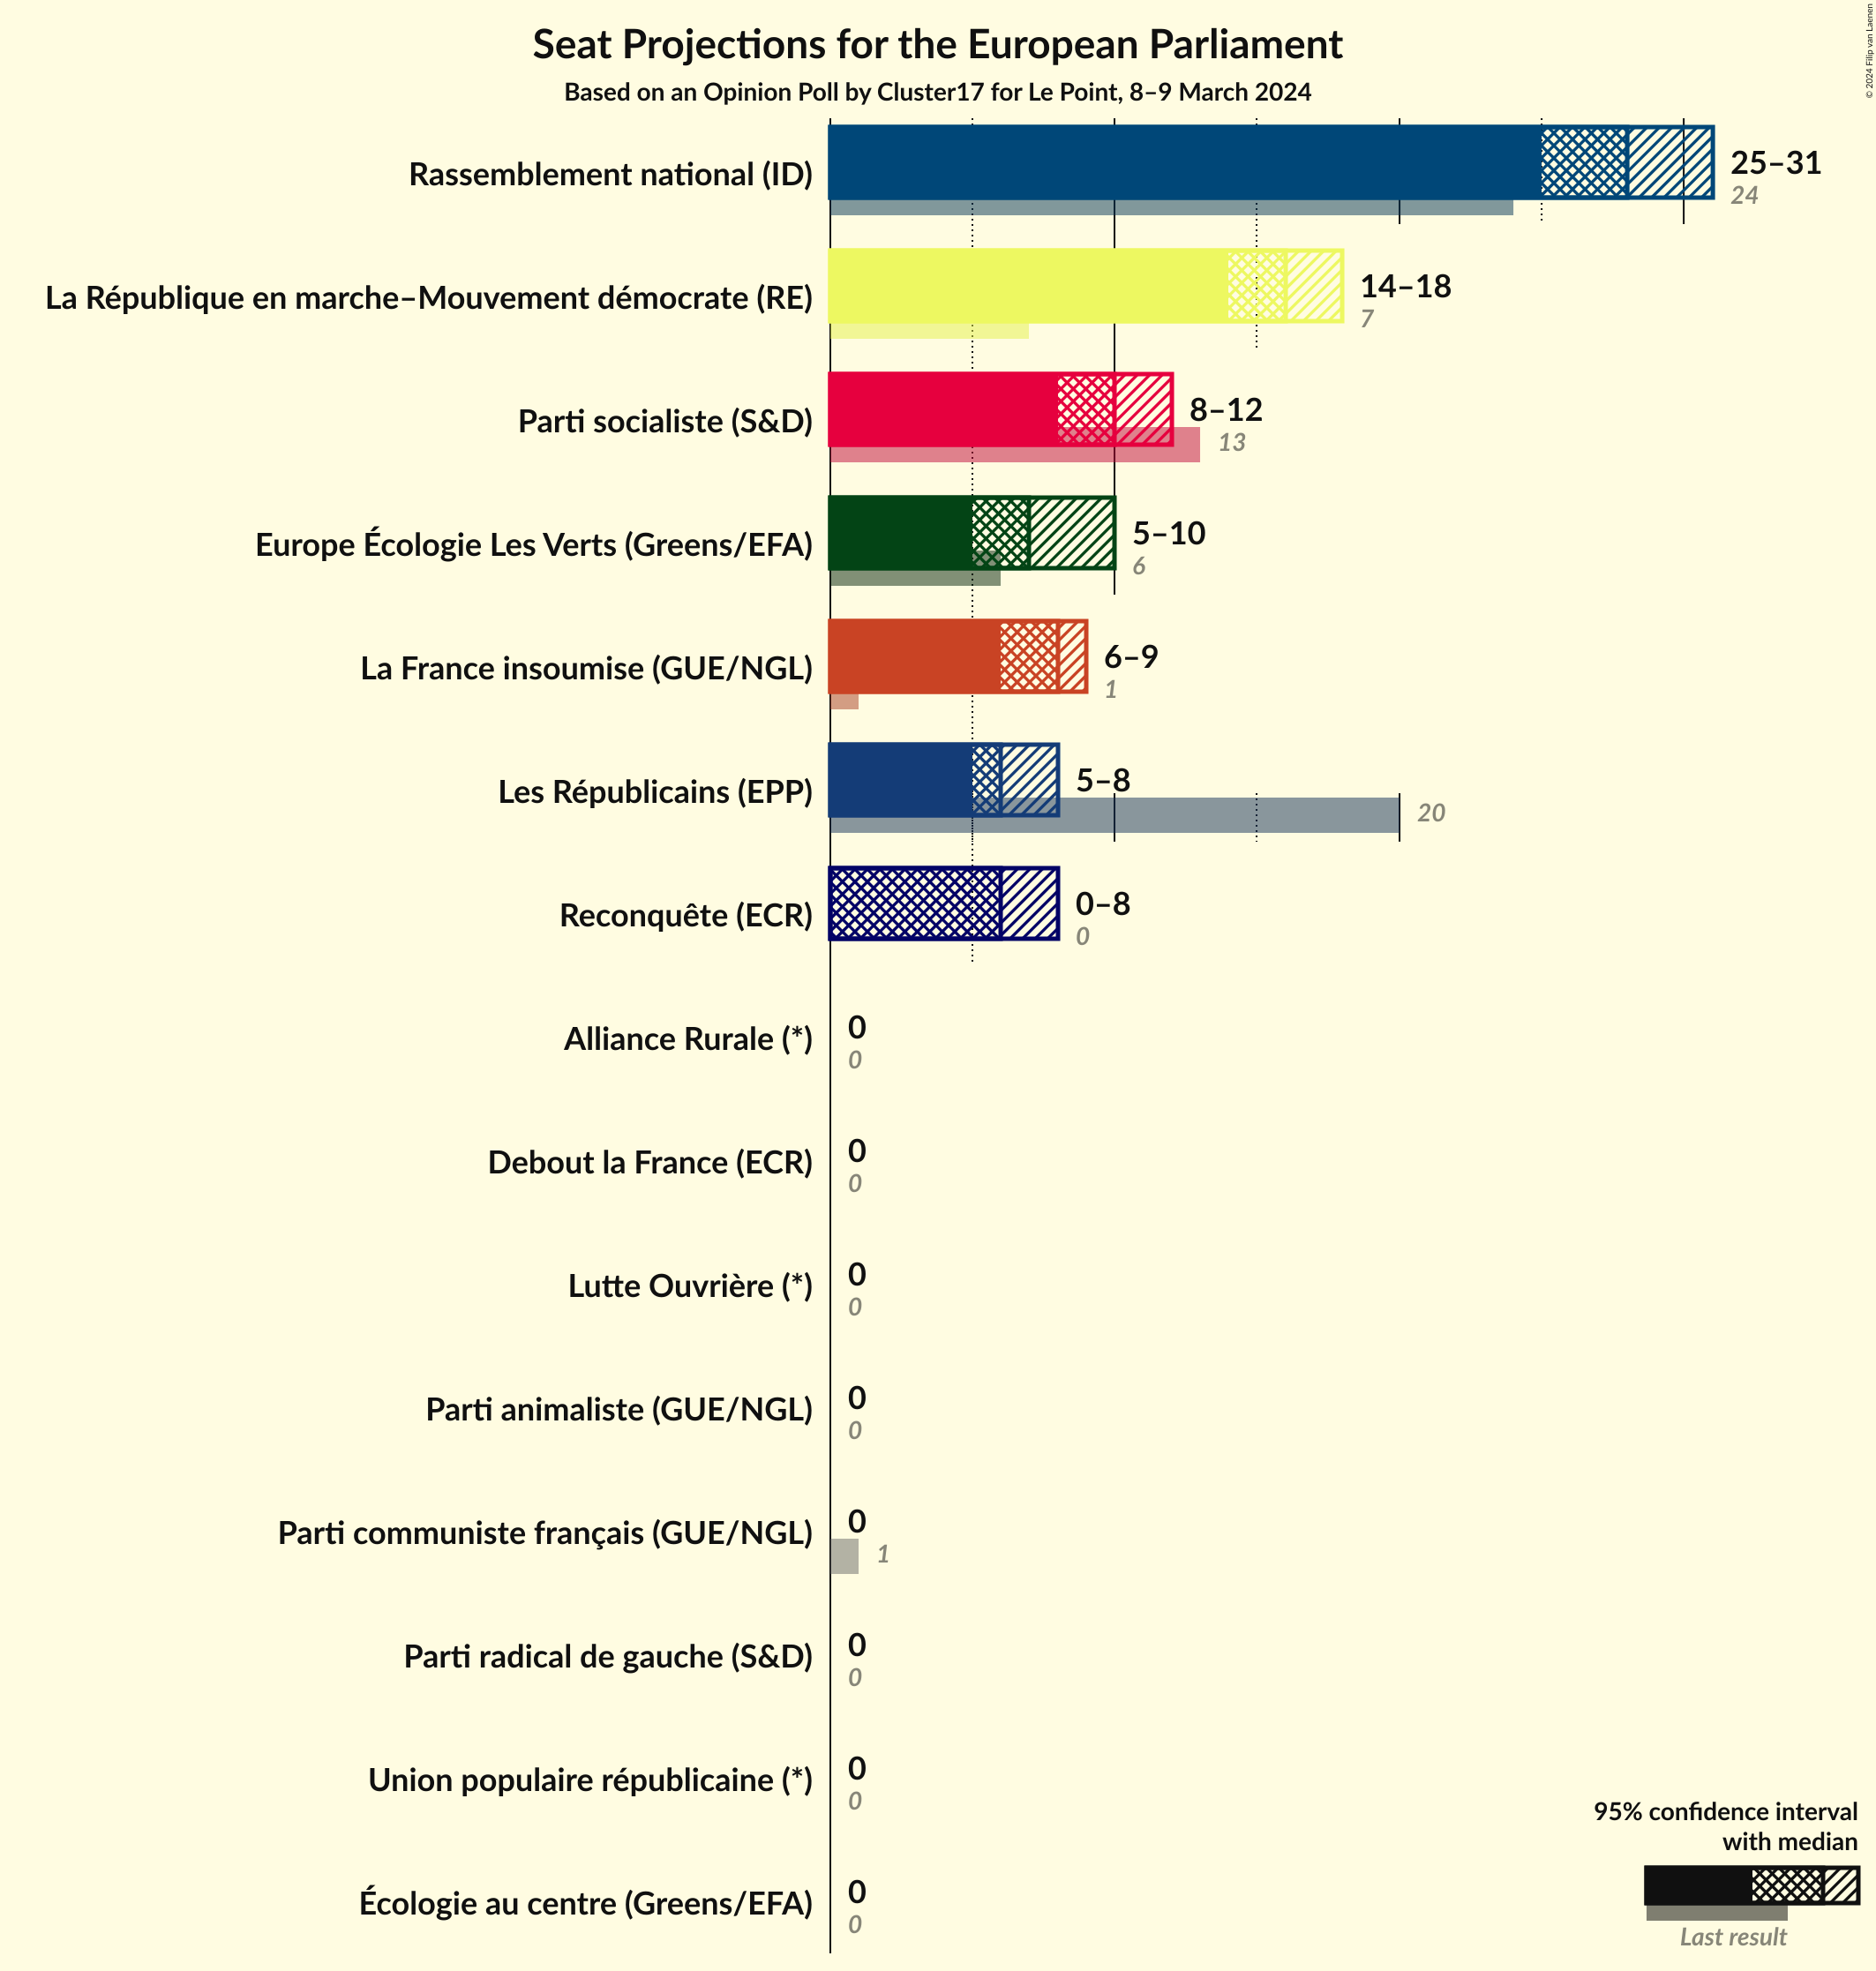 Seat Projections for the European Parliament
Based on an Opinion Poll by Cluster17 for Le Point, 8–9 March 2024
© 2024 Filip van Laenen
Rassemblement national (ID)
25–31
24
La République en marche–Mouvement démocrate (RE)
14–18
7
Parti socialiste (S&D)
8–12
13
Europe Écologie Les Verts (Greens/EFA)
5–10
6
La France insoumise (GUE/NGL)
6–9
1
Les Républicains (EPP)
5–8
20
Reconquête (ECR)
0–8
0
Alliance Rurale (*)
0
0
Debout la France (ECR)
0
0
Lutte Ouvrière (*)
0
0
Parti animaliste (GUE/NGL)
0
0
Parti communiste français (GUE/NGL)
0
1
Parti radical de gauche (S&D)
0
0
Union populaire républicaine (*)
0
0
Écologie au centre (Greens/EFA)
0
0
95% confidence interval
with median
Last result